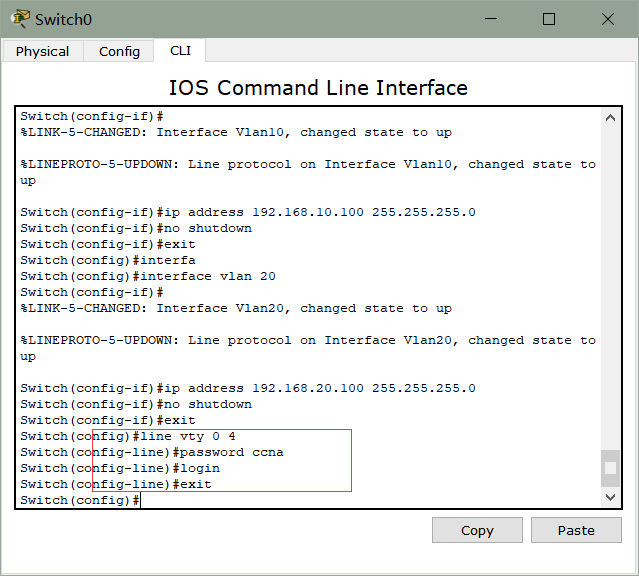 Switch0
Physical Config CLI
IOS Command Line Interface
Switch(config-if)#
%LINK-5-CHANGED: Interface Vlan10, changed state to up
%LINEPROTO-5-UPDOWN: Line protocol on Interface Vlan10, changed state to
up
Switch(config-if)#ip address 192.168.10.100 255.255.255.0
Switch(config-if)#no shutdown
Switch(config-if)#exit
Switch(config)#interfa
Switch(config)#interface vlan 20
Switch(config-if)#
%LINK-5-CHANGED: Interface Vlan20, changed state to up
%LINEPROTO-5-UPDOWN: Line protocol on Interface Vlan20, changed state to
up
Switch(config-if)#ip address 192.168.20.100 255.255.255.0
Switch(config-if)#no shutdown
Switch(config-if)#exit
Switch(config)#line vty 0 4
Switch(config-line)#password ccna
Switch(config-line)#login
Switch(config-line)#exit
Switch(config)#
Copy Paste